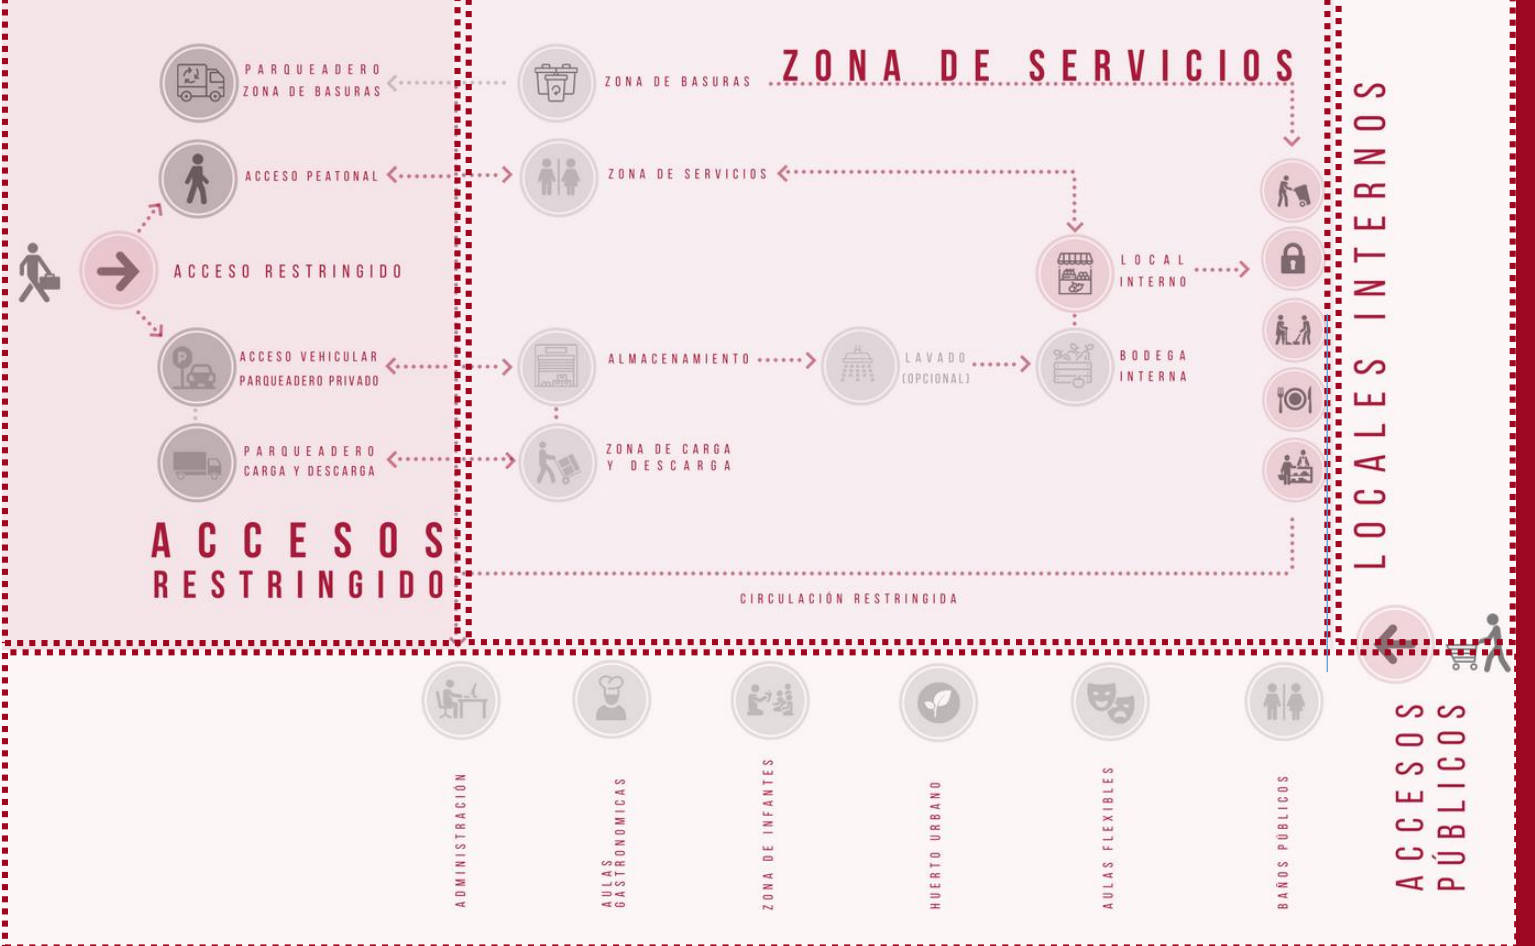 PARQUEADERO
ZONA DE BASURAS
ACCESO PEATONAL
ACCESO RESTRINGIDO
ACCESO VEHICULAR
PARQUEADERO PRIVADO
PARQUEADERO
CARGA Y DESCARGA
ACCESOS
RESTRINGIDO
ZONA DE SERVICIOS
ZONA DE BASURAS
ZONA DE SERVICIOS
LOCAL
INTERNO
ALMACENAMIENTO
LAVADO
(OPCIONAL)
BODEGA
INTERNA
ZONA DE CARGA
Y DESCARGA
CIRCULACIÓN RESTRINGIDA
LOCALES INTERNOS
ADMINISTRACIÓN
AULAS
GASTRONOMICAS
ZONA DE INFANTES
HUERTO URBANO
AULAS FLEXIBLES
BAÑOS PÚBLICOS
ACCESOS
PÚBLICOS